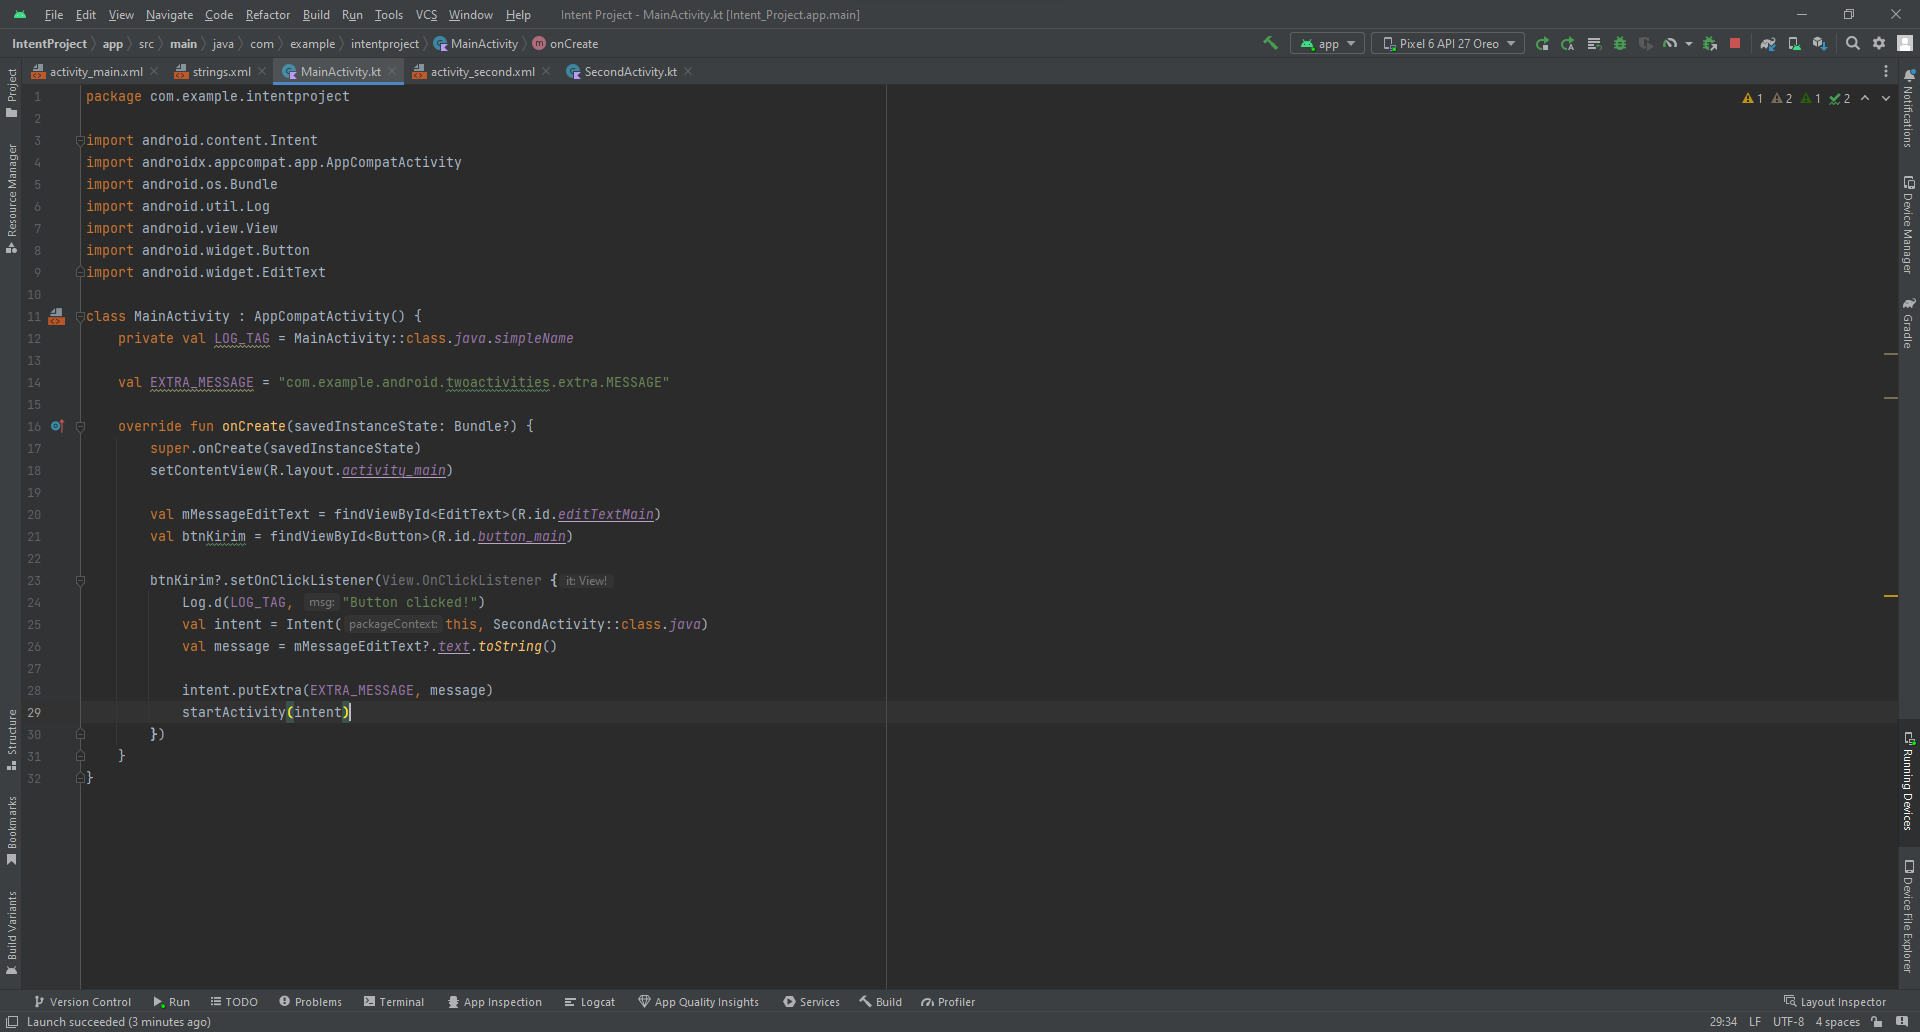 File Edit View Navigate Code Refactor Build Run Tools VCS Window Help Intent Project - MainActivity.kt [Intent_Project.app.main]
IntentProject app src main java com example intentproject MainActivity onCreate app Pixel 6 API 27 Oreo
activity_main.xml strings.xml MainActivity.kt activity_second.xml SecondActivity.kt
1 2 1 2
Project
Resource Manager
Structure
Bookmarks
Build Variants
1 package com.example.intentproject
2
3 import android.content.Intent
4 import androidx.appcompat.app.AppCompatActivity
5 import android.os.Bundle
6 import android.util.Log
7 import android.view.View
8 import android.widget.Button
9 import android.widget.EditText
10
11 class MainActivity : AppCompatActivity() {
12 private val LOG_TAG = MainActivity::class.java.simpleName
13
14 val EXTRA_MESSAGE = "com.example.android.twoactivities.extra.MESSAGE"
15
16 override fun onCreate(savedInstanceState: Bundle?) {
17 super.onCreate(savedInstanceState)
18 setContentView(R.layout.activity_main)
19
20 val mMessageEditText = findViewById<EditText>(R.id.editTextMain)
21 val btnKirim = findViewById<Button>(R.id.button_main)
22
23 btnKirim?.setOnClickListener(View.OnClickListener { it: View!
24 Log.d(LOG_TAG, msg: "Button clicked!")
25 val intent = Intent( packageContext: this, SecondActivity::class.java)
26 val message = mMessageEditText?.text.toString()
27
28 intent.putExtra(EXTRA_MESSAGE, message)
29 startActivity(intent)
30 })
31 }
32 }
Notifications
Device Manager
Gradle
Running Devices
Device File Explorer
Version Control Run TODO Problems Terminal App Inspection Logcat App Quality Insights Services Build Profiler Layout Inspector
Launch succeeded (3 minutes ago) 29:34 LF UTF-8 4 spaces